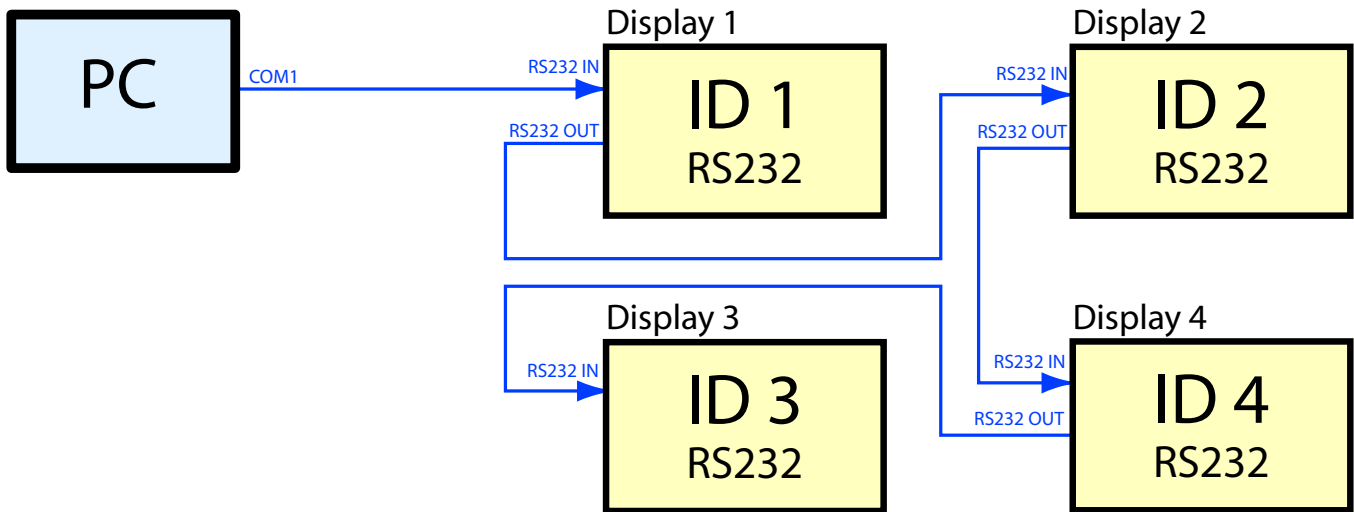 PC
COM1
Display 1
RS232 IN
RS232 OUT
ID 1
RS232
Display 2
RS232 IN
RS232 OUT
ID 2
RS232
Display 3
RS232 IN
ID 3
RS232
Display 4
RS232 IN
RS232 OUT
ID 4
RS232